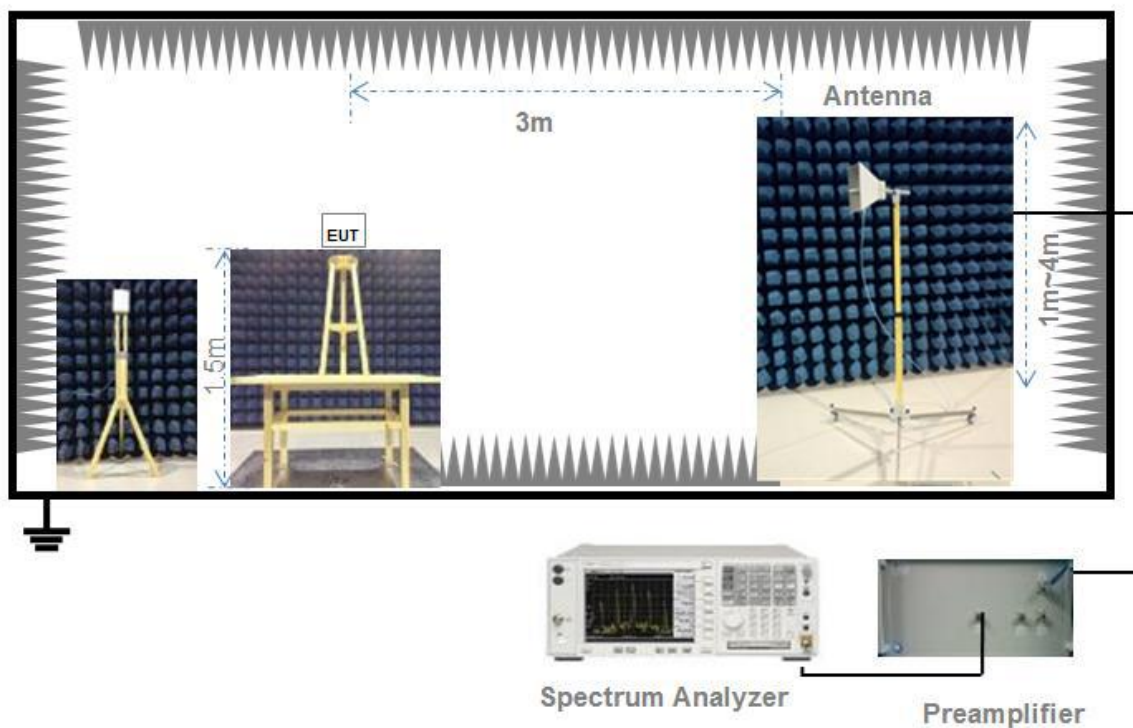 Antenna
3m
EUT
1.5m
1m~4m
Spectrum Analyzer
Preamplifier